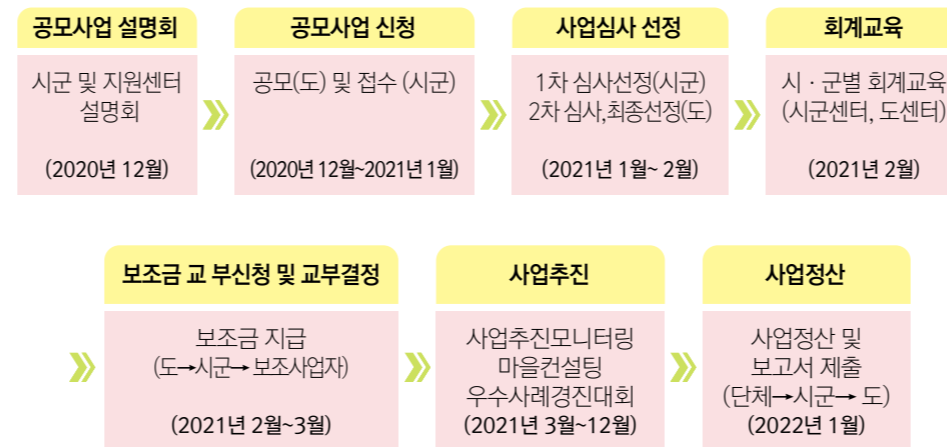 공모사업 설명회
시군 및 지원센터
설명회
(2020년 12월)
공모사업 신청
공모(도) 및 접수 (시군)
(2020년 12월~2021년 1월)
사업심사 선정
1차 심사선정(시군)
2차 심사,최종선정(도)
(2021년 1월~ 2월)
회계교육
시 · 군별 회계교육
(시군센터, 도센터)
(2021년 2월)
보조금 교 부신청 및 교부결정
보조금 지급
(도→시군→ 보조사업자)
(2021년 2월~3월)
사업추진
사업추진모니터링
마을컨설팅
우수사례경진대회
(2021년 3월~12월)
사업정산
사업정산 및
보고서 제출
(단체→시군→ 도)
(2022년 1월)